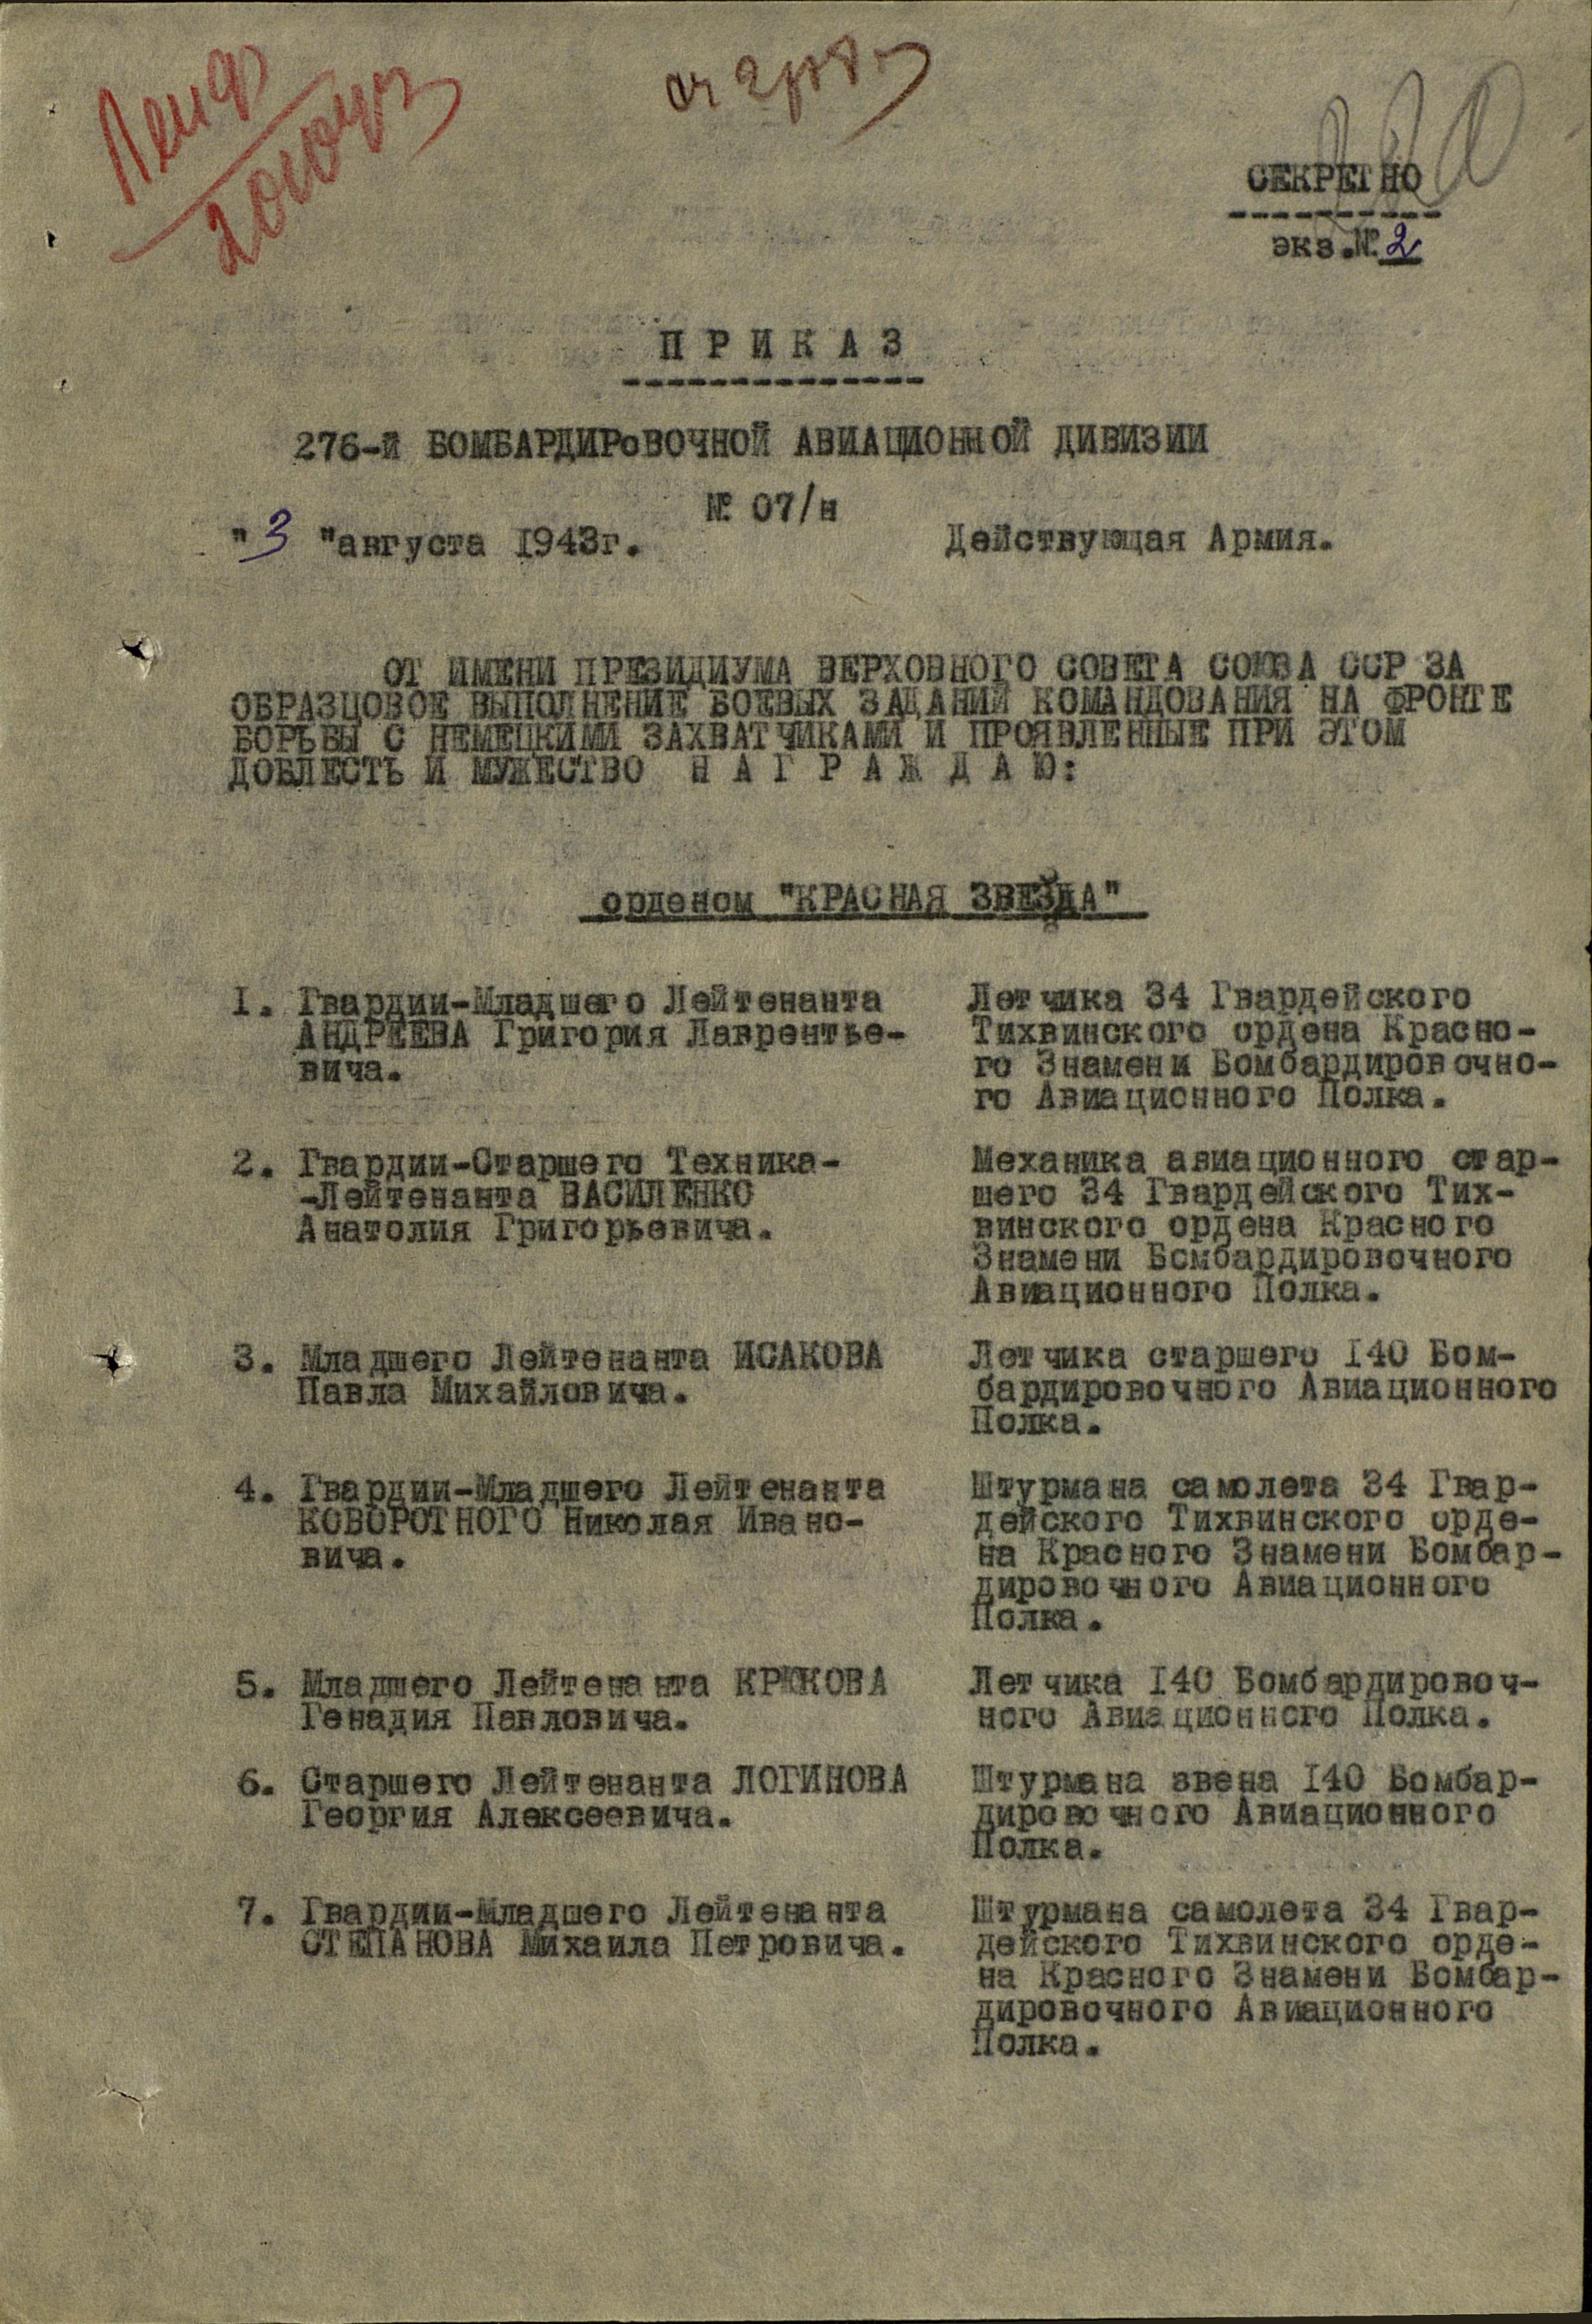 СЕКРЕТНО
экз.№ 2
П Р И К А З
276-й БОМБАРДИРоВОЧНОЙ АВИАЦИОННОЙ ДИВИЗИИ
№ 07/н
"3 "августа 1943г.
Действующая Армия.
ОТ ИМЕНИ ПРЕЗИДИУМА ВЕРХОВНОГО СОВЕТА СОЮЗА ССР ЗА
ОБРАЗЦОВОЕ ВЫПОЛНЕНИЕ БОЕВЫХ ЗАДАНИЙ КОМАНДОВАНИЯ НА ФРОНТЕ
БОРЬБЫ С НЕМЕЦКИМИ ЗАХВАТЧИКАМИ И ПРОЯВЛЕННЫЕ ПРИ ЭТОМ
ДОБЛЕСТЬ И МУЖЕСТВО Н А Г Р А Ж Д А Ю:
орденом "КРАСНАЯ ЗВЕЗДА"
I. Гвардии-Младшего Лейтенанта
АНДРЕЕВА Григория Лаврентье-
вича.
Летчика 34 Гвардейского
Тихвинского ордена Красно-
го Знамени Бомбардировочно-
го Авиационного Полка.
2. Гвардии-Старшего Техника-
-Лейтенанта ВАСИЛЕНКО
Анатолия Григорьевича.
Механика авиационного стар-
шего 34 Гвардейского Тих-
винского ордена Красного
Знамени Бомбардировочного
Авиационного Полка.
3. Младшего Лейтенанта ИСАКОВА
Павла Михайловича.
Летчика старшего I40 Бом-
бардировочного Авиационного
Полка.
4. Гвардии-Младшего Лейтенанта
КОВОРОТНОГО Николая Ивано-
вича.
Штурмана самолета 34 Гвар-
дейского Тихвинского орде-
на Красного Знамени Бомбар-
дировочного Авиационного
Полка.
5. Младшего Лейтенанта КРЮКОВА
Генадия Павловича.
Летчика I40 Бомбардировоч-
ного Авиационного Полка.
6. Старшего Лейтенанта ЛОГИНОВА
Георгия Алексеевича.
Штурмана звена I40 Бомбар-
дировочного Авиационного
Полка.
7. Гвардии-Младшего Лейтенанта
СТЕПАНОВА Михаила Петровича.
Штурмана самолета 34 Гвар-
дейского Тихвинского орде-
на Красного Знамени Бомбар-
дировочного Авиационного
Полка.